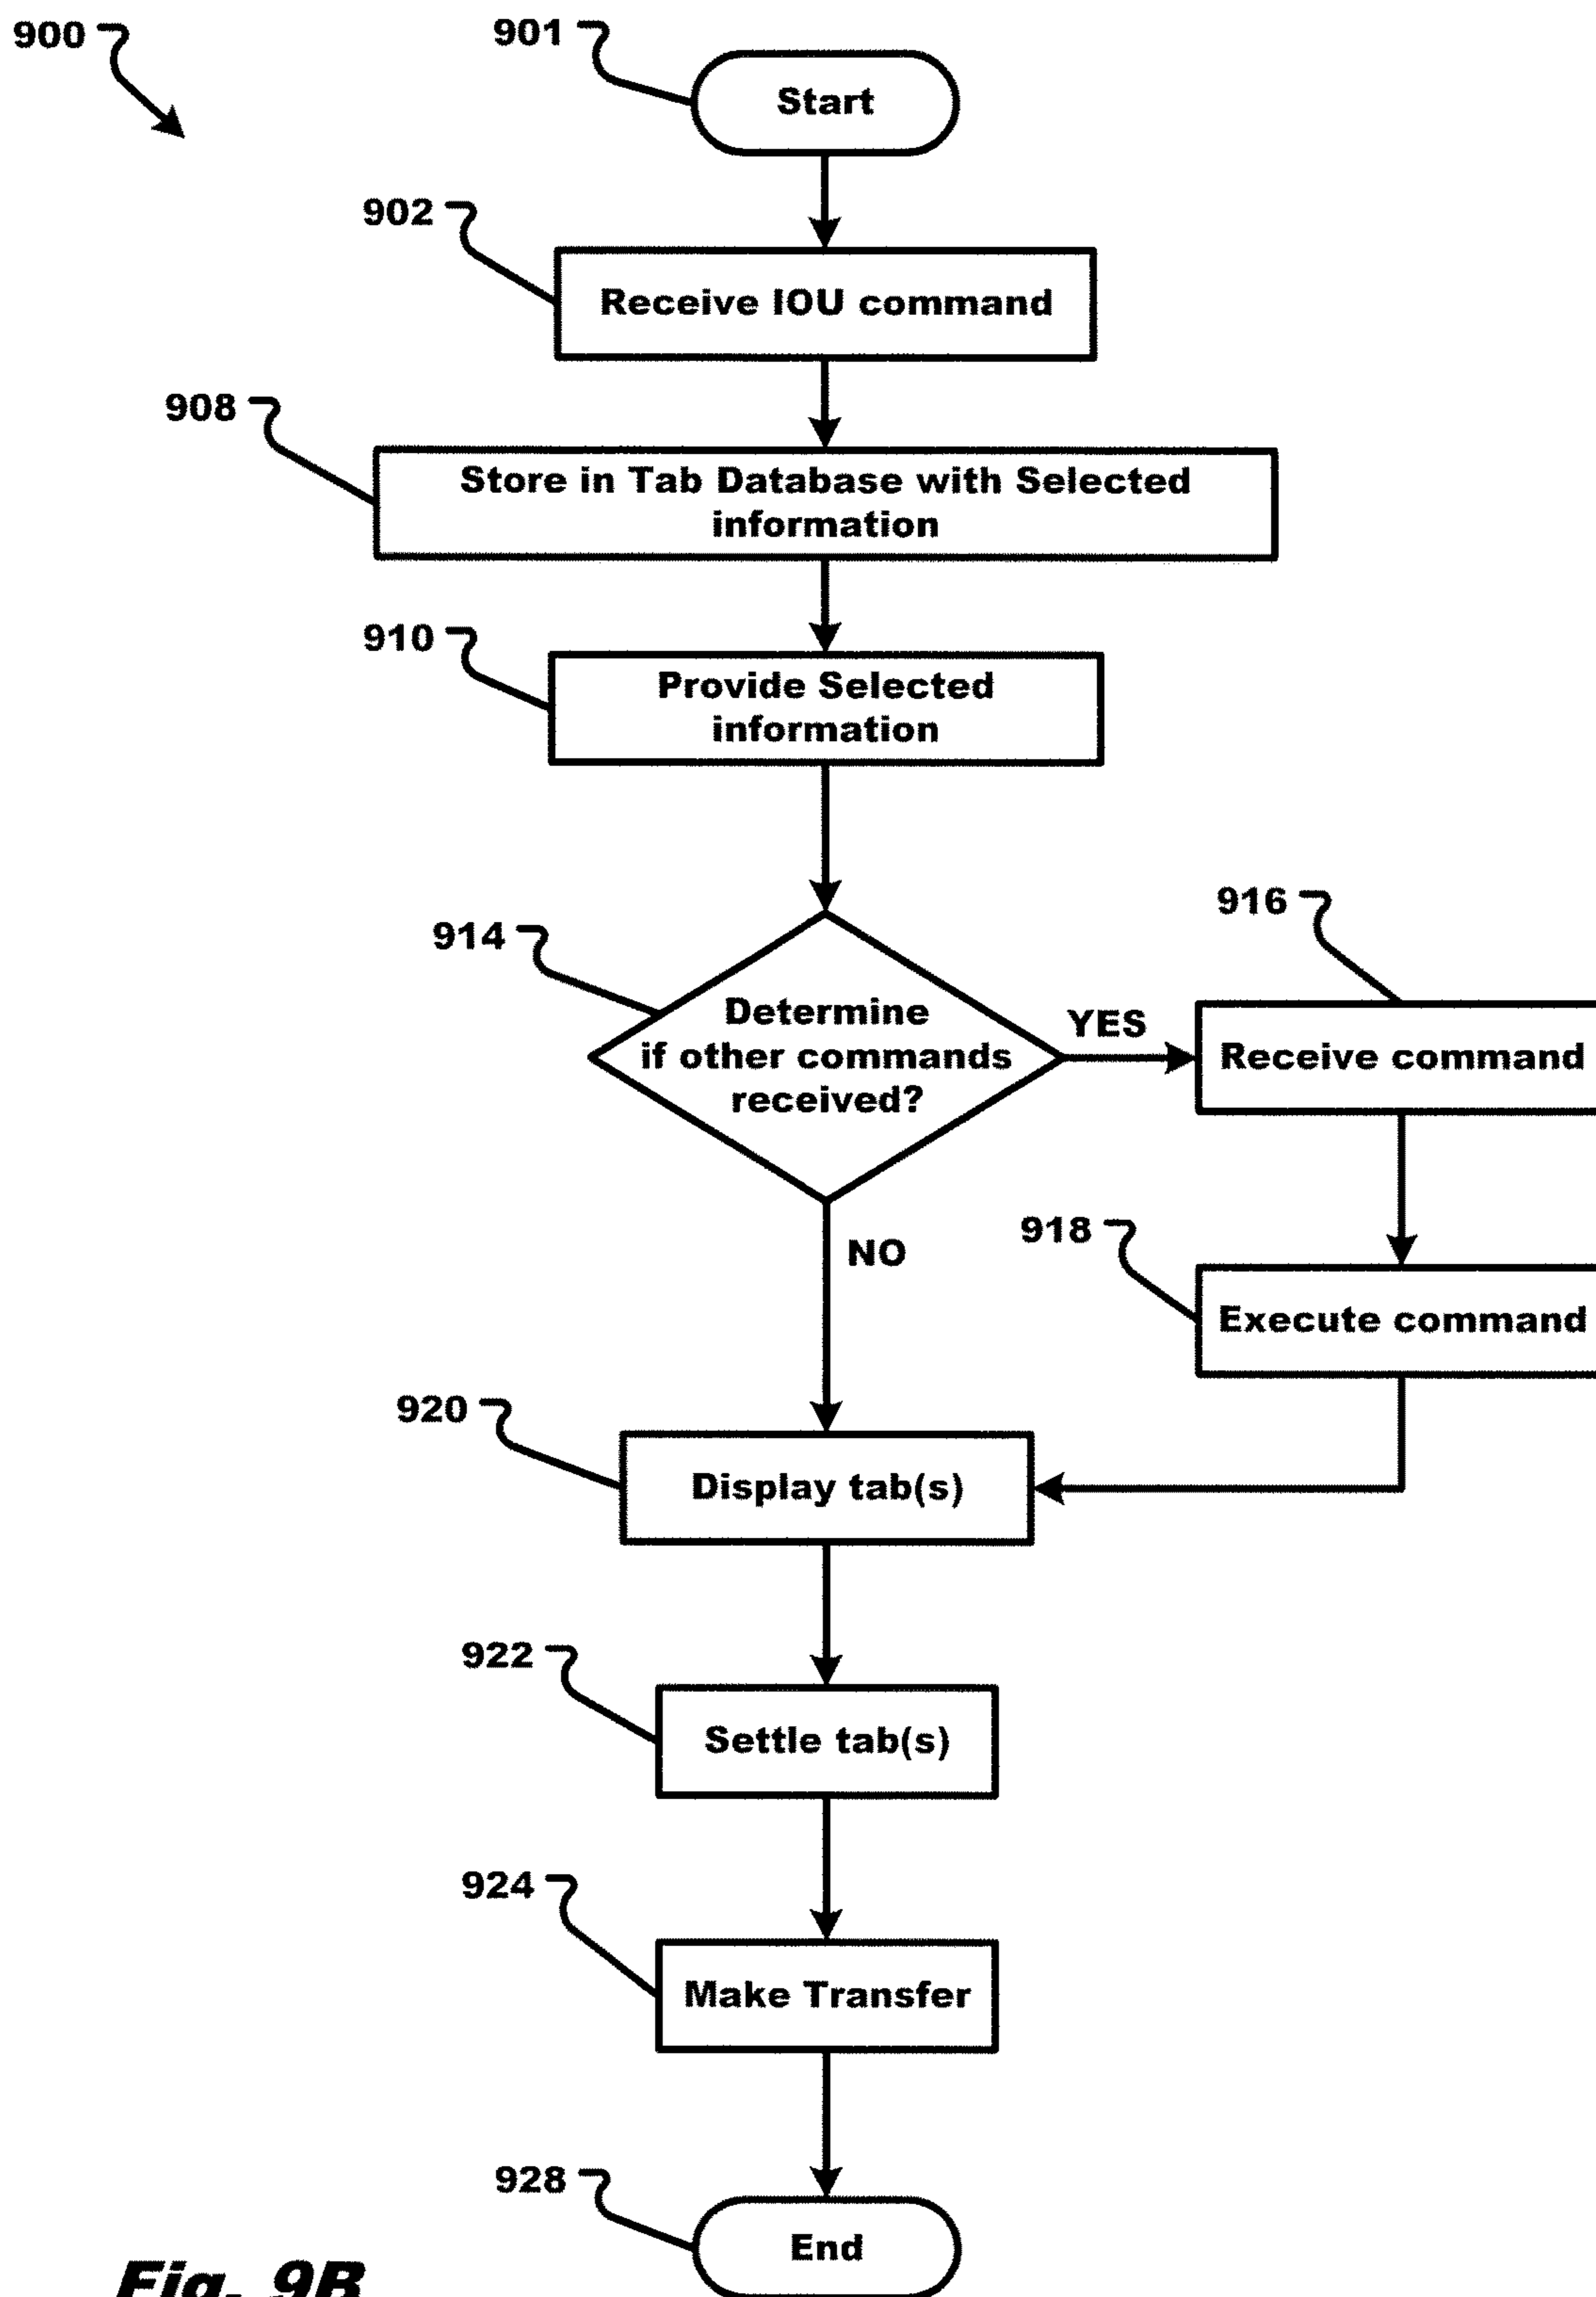 900
901
Start
902
Receive IOU command
908
Store in Tab Database with Selected
information
910
Provide Selected
information
914
Determine
if other commands
received?
YES
916
Receive command
NO
918
Execute command
920
Display tab(s)
922
Settle tab(s)
924
Make Transfer
928
End
Fig. 9B